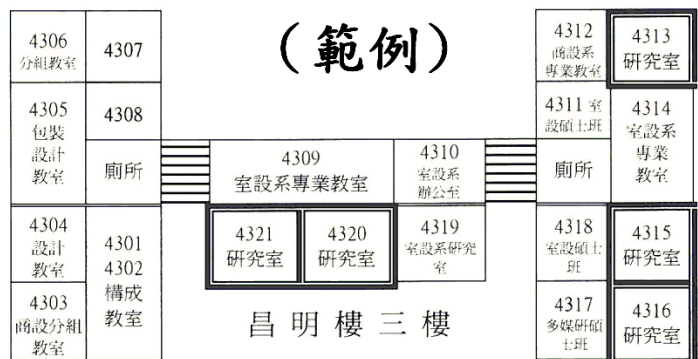 (範例)
4306
分組教室
4307
4305
包裝
設計
教室
4308
廁所
4304
設計
教室
4303
商設分組
教室
4301
4302
構成
教室
4309
室設系專業教室
4310
室設系
辦公至
4321
研究室
4320
研究室
4319
室設系研究
室
昌明樓三樓
4312
商設系
專業教室
4313
研究室
4311 室
設碩士班
4314
室設系
專業
教室
廁所
4318
室設碩士
班
4315
研究室
4317
多媒研碩
士班
4316
研究室